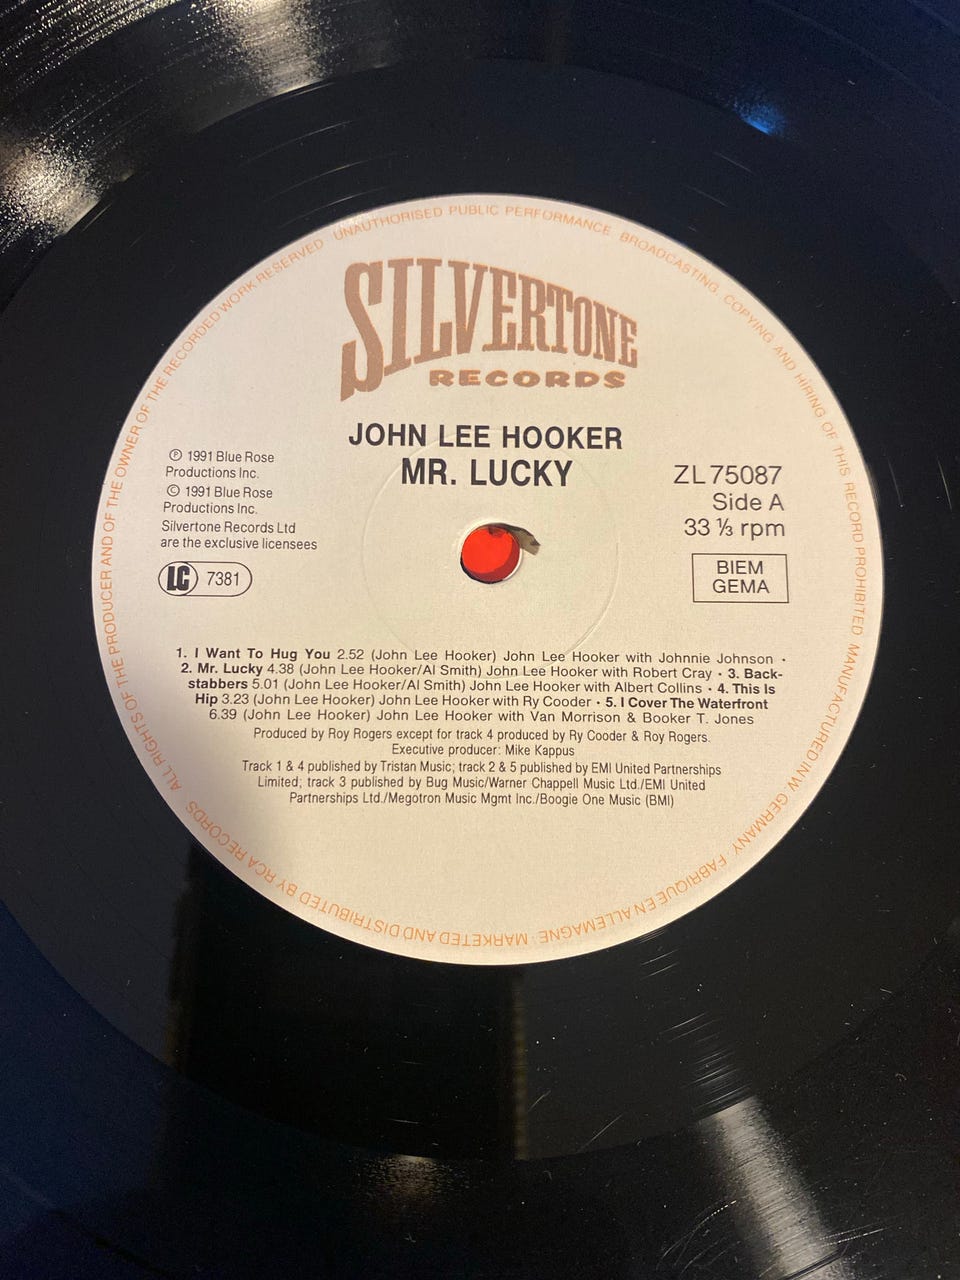 ALL RIGHTS OF THE PRODUCER AND OF THE OWNER OF THE RECORDED WORK RESERVED UNAUTHORISED PUBLIC PERFORMANCE BROADCASTING, COPYING AND HIRING OF THIS RECORD PROHIBITED MANUFACTURED IN W. GERMANY FABRIQUE EN ALLEMAGNE MARKETED AND DISTRIBUTED BY RCA RECORDS
SILVERTONE
RECORDS
JOHN LEE HOOKER
MR. LUCKY
℗ 1991 Blue Rose
Productions Inc.
© 1991 Blue Rose
Productions Inc.
Silvertone Records Ltd
are the exclusive licensees
LC 7381
ZL 75087
Side A
33 ⅓ rpm
BIEM
GEMA
1. I Want To Hug You 2.52 (John Lee Hooker) John Lee Hooker with Johnnie Johnson •
2. Mr. Lucky 4.38 (John Lee Hooker/Al Smith) John Lee Hooker with Robert Cray • 3. Back-
stabbers 5.01 (John Lee Hooker/Al Smith) John Lee Hooker with Albert Collins • 4. This Is
Hip 3.23 (John Lee Hooker) John Lee Hooker with Ry Cooder • 5. I Cover The Waterfront
6.39 (John Lee Hooker) John Lee Hooker with Van Morrison & Booker T. Jones
Produced by Roy Rogers except for track 4 produced by Ry Cooder & Roy Rogers.
Executive producer: Mike Kappus
Track 1 & 4 published by Tristan Music; track 2 & 5 published by EMI United Partnerships
Limited; track 3 published by Bug Music/Warner Chappell Music Ltd./EMI United
Partnerships Ltd./Megotron Music Mgmt Inc./Boogie One Music (BMI)